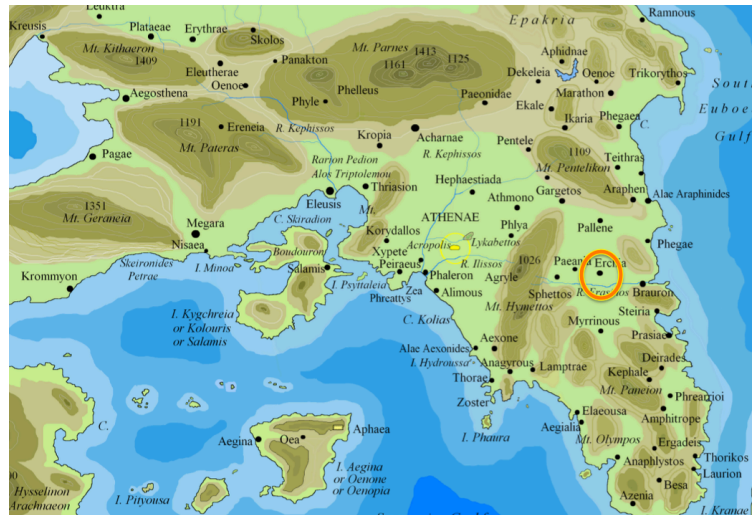 Leuktra
Kreusis
Plataeae
Erythrae
Skolos
Epakria
Ramnous
Mt. Kithaeron
1409
Eleutherae
Oenoe
Panakton
Mt. Parnes
1413
1161
1125
Aphidnae
Dekeleia
Oenoe
Trikorythos
Marathon
Aegosthena
Phyle
Phelleus
Paeonidae
Ekale
Ikaria
Phegaea
C.
South
Euboe
Gulf
1191
Ereneia
Mt. Pateras
R. Kephissos
Kropia
Acharnae
R. Kephissos
Pentele
1109
Mt. Pentelikon
Teithras
Pagae
Rarion Pedion
Alos Triptolemou
Thriasion
Hephaestiada
Gargetos
Araphen
Alae Araphinides
1351
Mt. Geraneia
Eleusis
C. Skiradion
Mt.
ATHENAE
Athmono
Phlya
Pallene
Megara
Nisaea
Korydallos
Acropolis
Lykabettos
Phegae
Boudouron
Xypete
R. Ilissos
1026
Paeania
Skeironides
Petrae
I. Minoa
Salamis
Peiraeus
Phaleron
Agryle
Sphettos
Brauron
Krommyon
I. Psyttaleia
Zea
Phreattys
Alimous
Mt. Hymettos
Steiria
I. Kygchreia
or Kolouris
or Salamis
C. Kolias
Myrrinous
Prasiae
Aexone
Alae Aexonides
I. Hydroussa
Anagyrous
Lamptrae
Deirades
Kephale
Mt. Paneion
Thorae
Zoster
Phrearrioi
Elaeousa
Amphitrope
C.
Aegina
Oea
Aphaea
I. Phaura
Aegialia
Mt. Olympos
Ergadeis
Thorikos
Anaphlystos
Laurion
I. Aegina
or Oenone
or Oenopia
Besa
Azenia
Hysselinon
Arachnaeon
I. Pityousa
I. Kranae